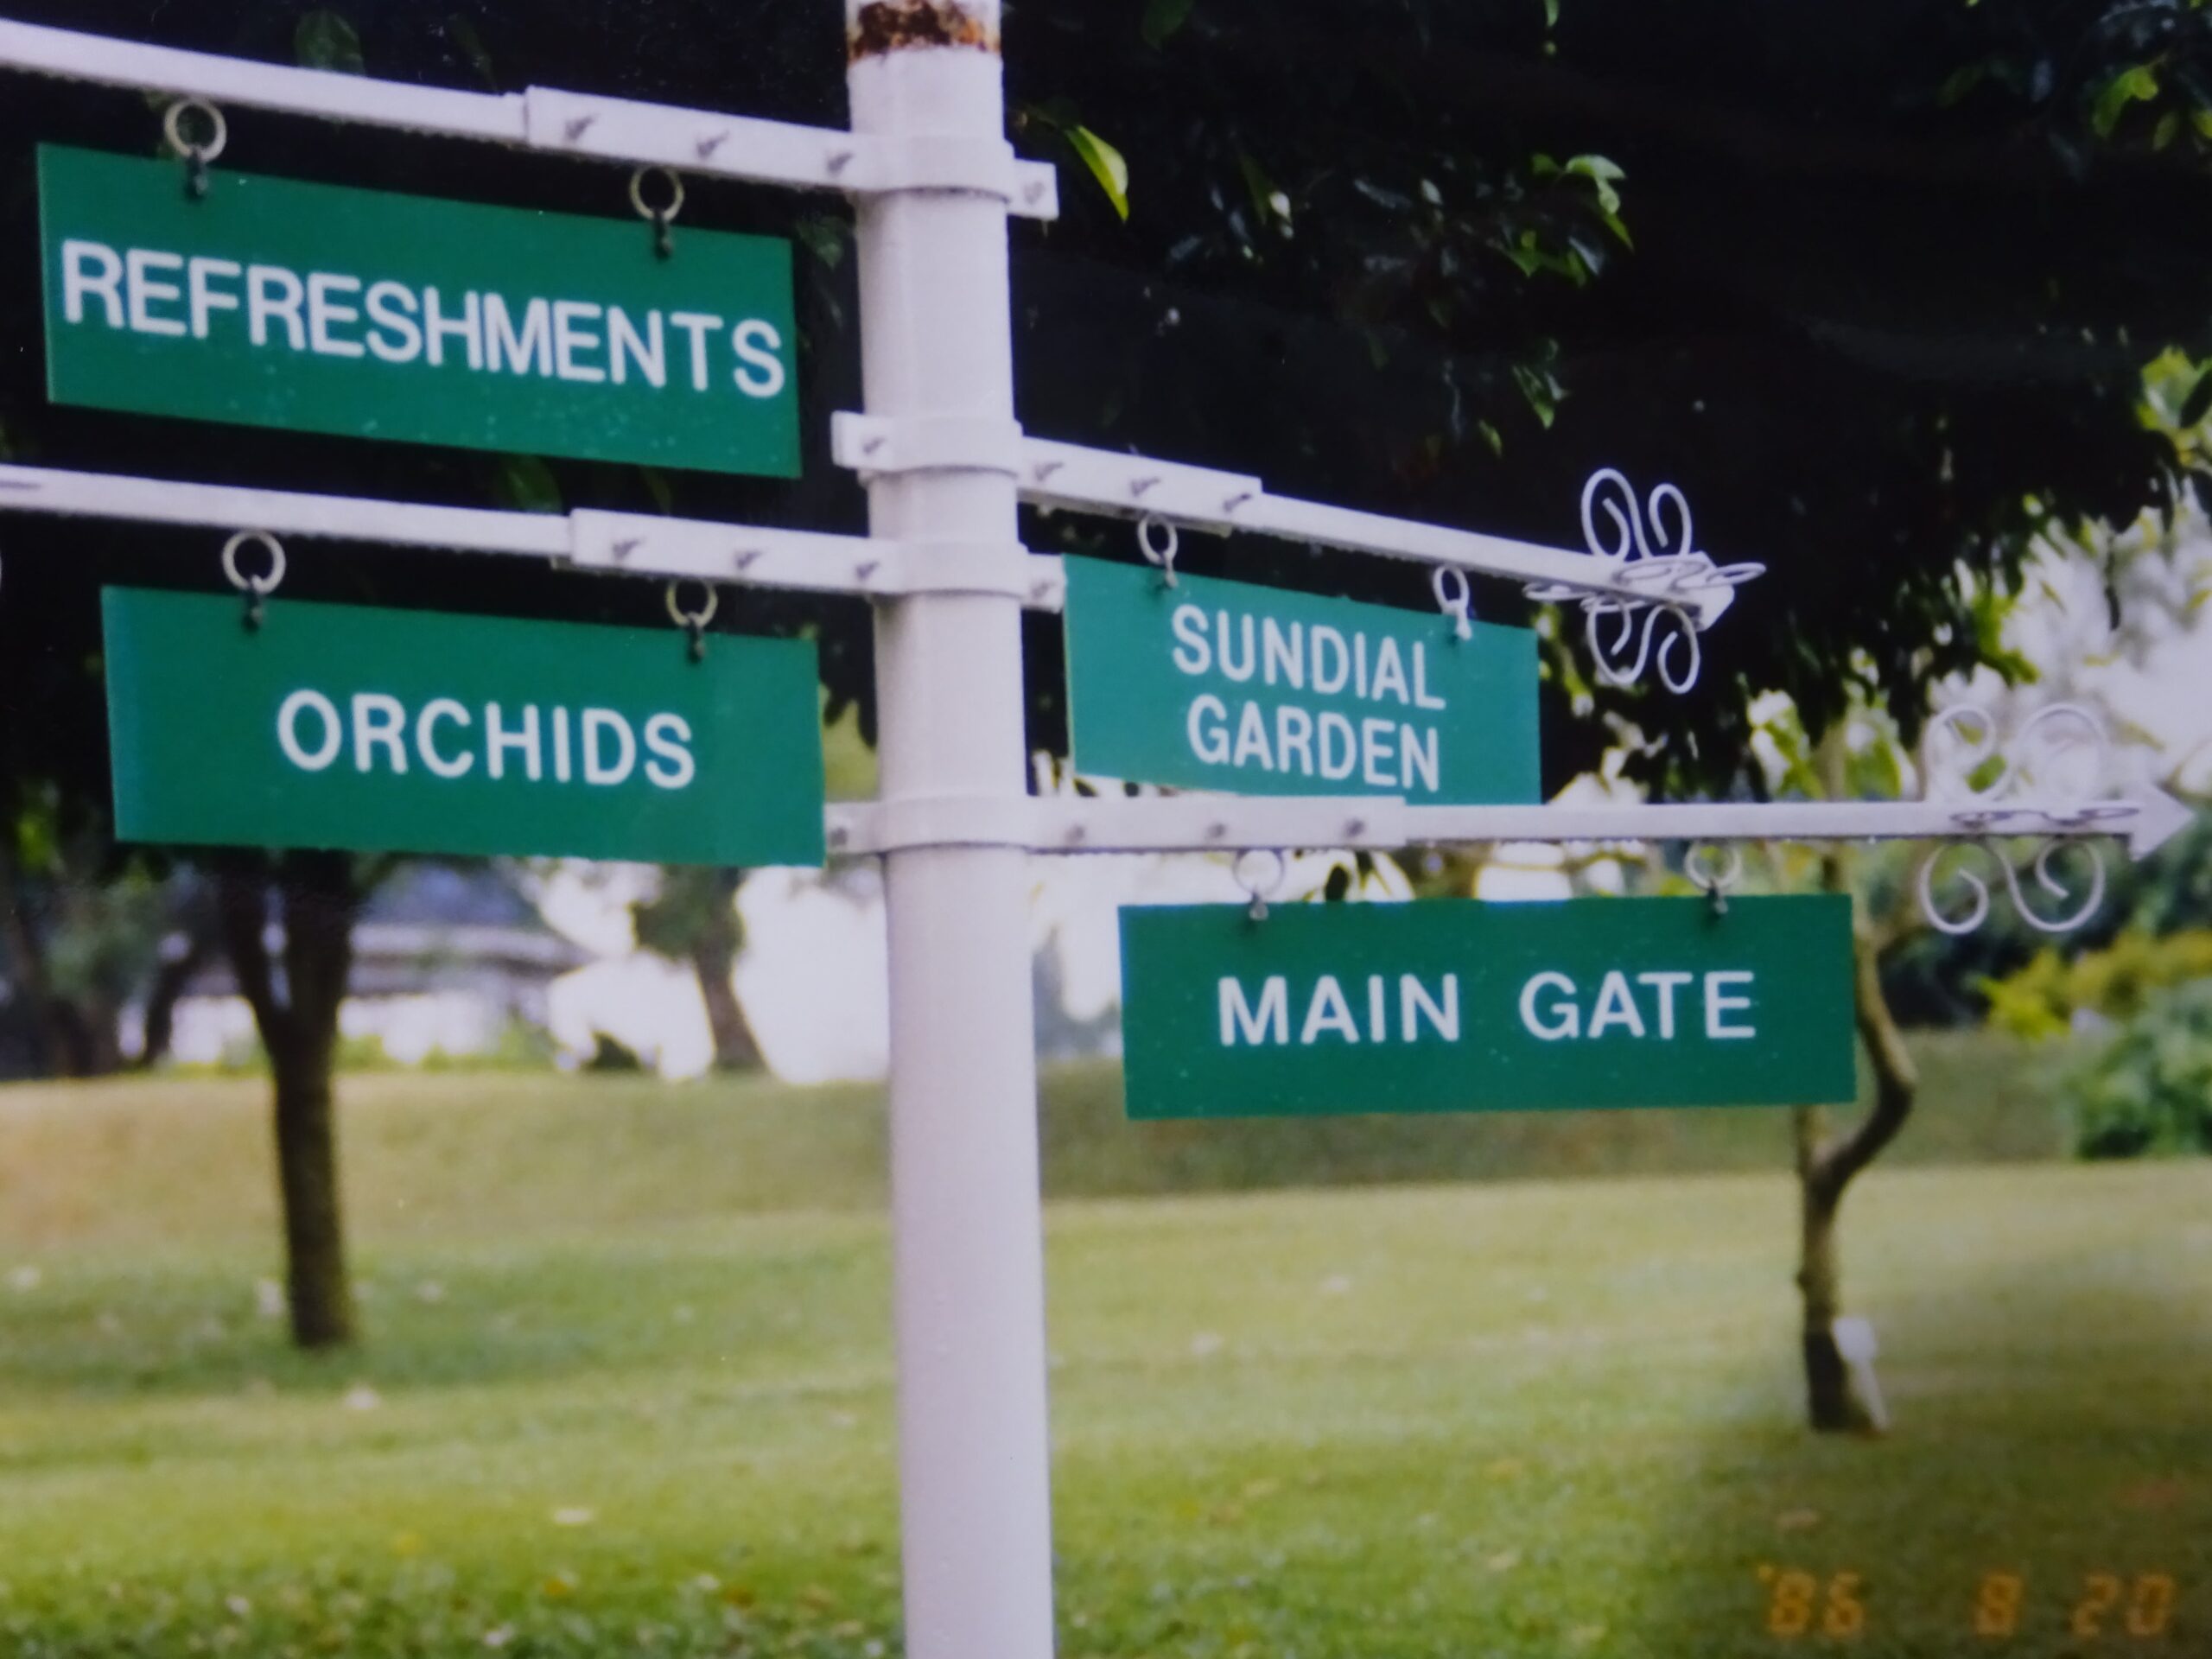 REFRESHMENTS
ORCHIDS
SUNDIAL
GARDEN
MAIN GATE
'86 8 20